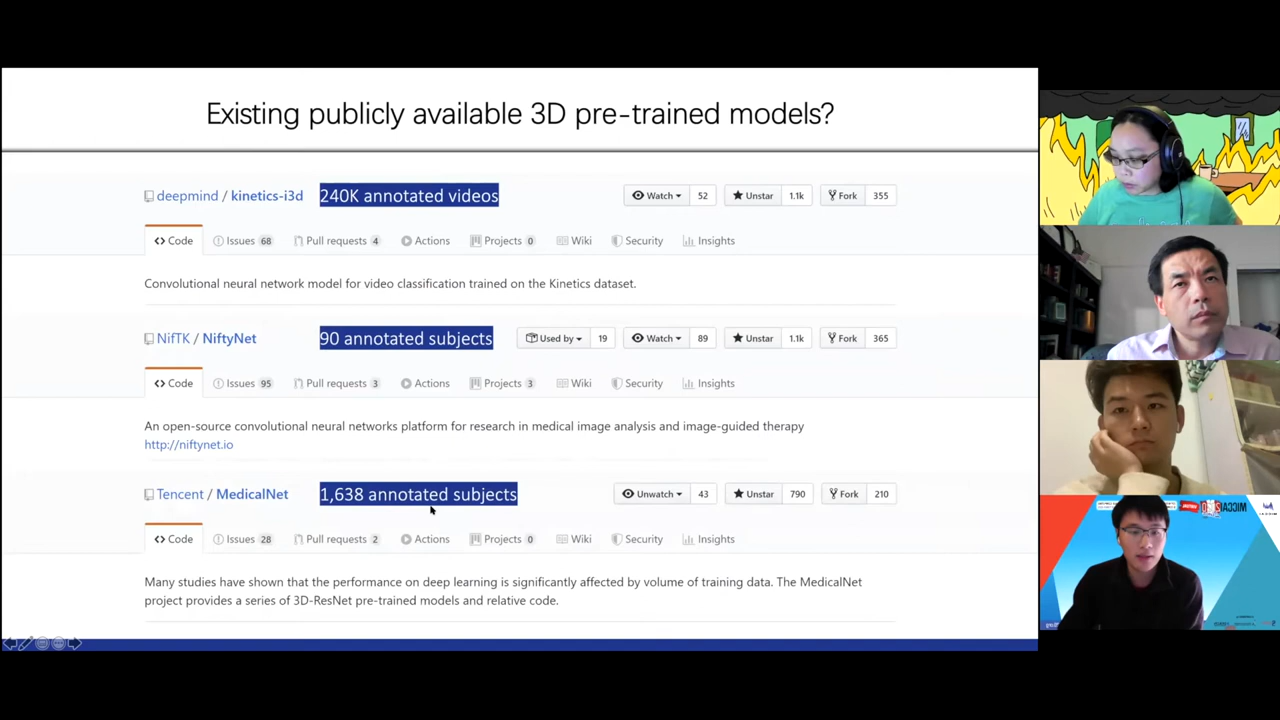 Existing publicly available 3D pre-trained models?
deepmind / kinetics-i3d 240K annotated videos Watch 52 Unstar 1.1k Fork 355
Code Issues 68 Pull requests 4 Actions Projects 0 Wiki Security Insights
Convolutional neural network model for video classification trained on the Kinetics dataset.
NifTK / NiftyNet 90 annotated subjects Used by 19 Watch 89 Unstar 1.1k Fork 365
Code Issues 95 Pull requests 3 Actions Projects 3 Wiki Security Insights
An open-source convolutional neural networks platform for research in medical image analysis and image-guided therapy
http://niftynet.io
Tencent / MedicalNet 1,638 annotated subjects Unwatch 43 Unstar 790 Fork 210
Code Issues 28 Pull requests 2 Actions Projects 0 Wiki Security Insights
Many studies have shown that the performance on deep learning is significantly affected by volume of training data. The MedicalNet
project provides a series of 3D-ResNet pre-trained models and relative code.